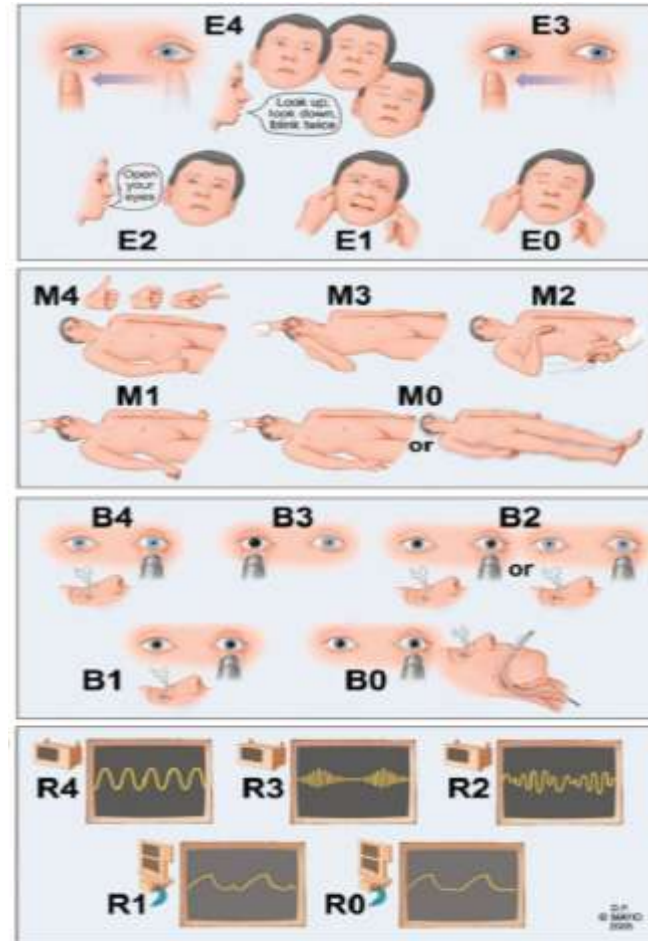 E4
E3
Look up,
look down,
blink twice
Open
your
eyes
E2
E1
E0
M4
M3
M2
M1
M0
or
B4
B3
B2
or
B1
B0
R4
R3
R2
R1
R0
© MAYO
2005